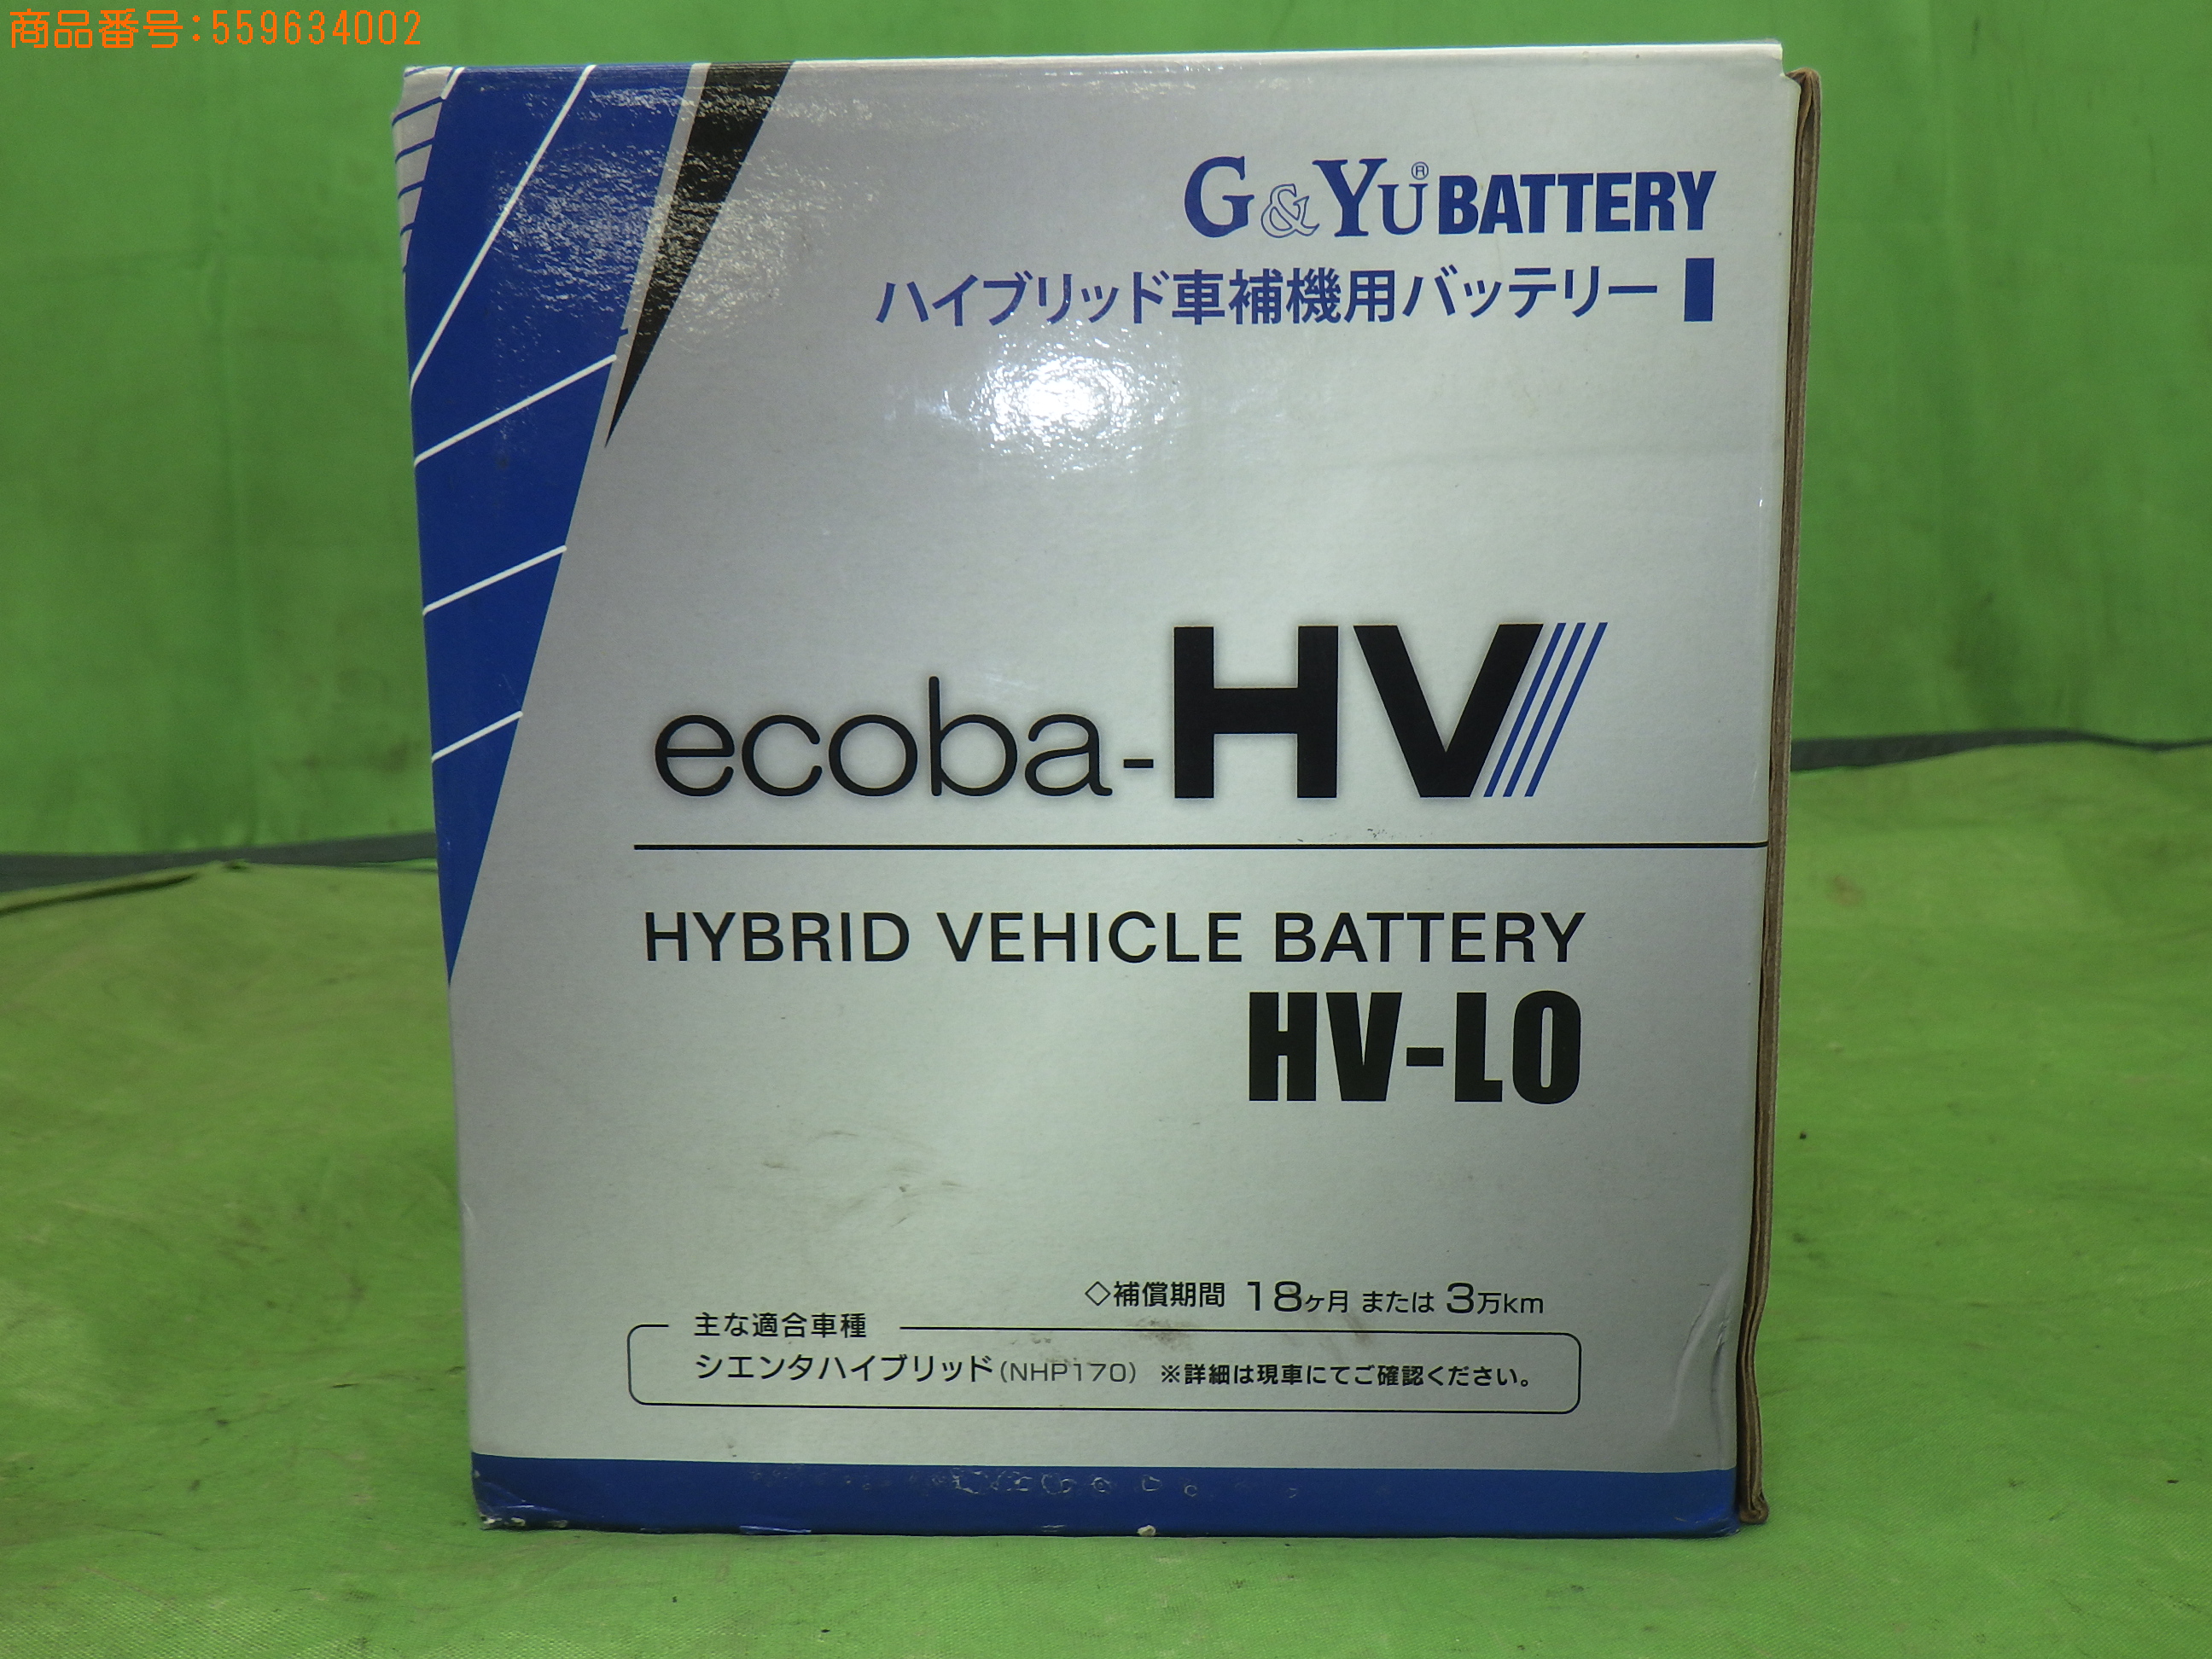 商品番号:559634002
G&YU® BATTERY
ハイブリッド車補機用バッテリー
ecoba-HV
HYBRID VEHICLE BATTERY
HV-L0
◇補償期間 18ヶ月 または 3万km
主な適合車種
シエンタハイブリッド(NHP170) ※詳細は現車にてご確認ください。